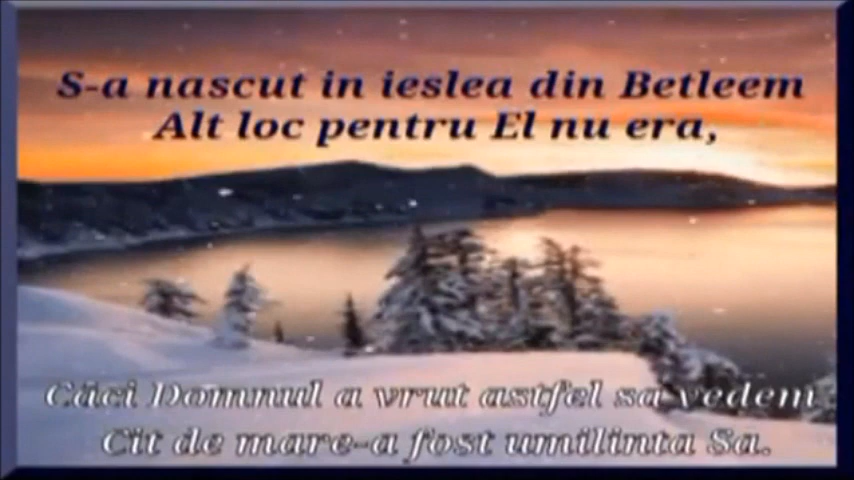 S-a nascut in ieslea din Betleem
Alt loc pentru El nu era,
Căci Domnul a vrut astfel sa vedem
Cit de mare-a fost umilinta Sa.